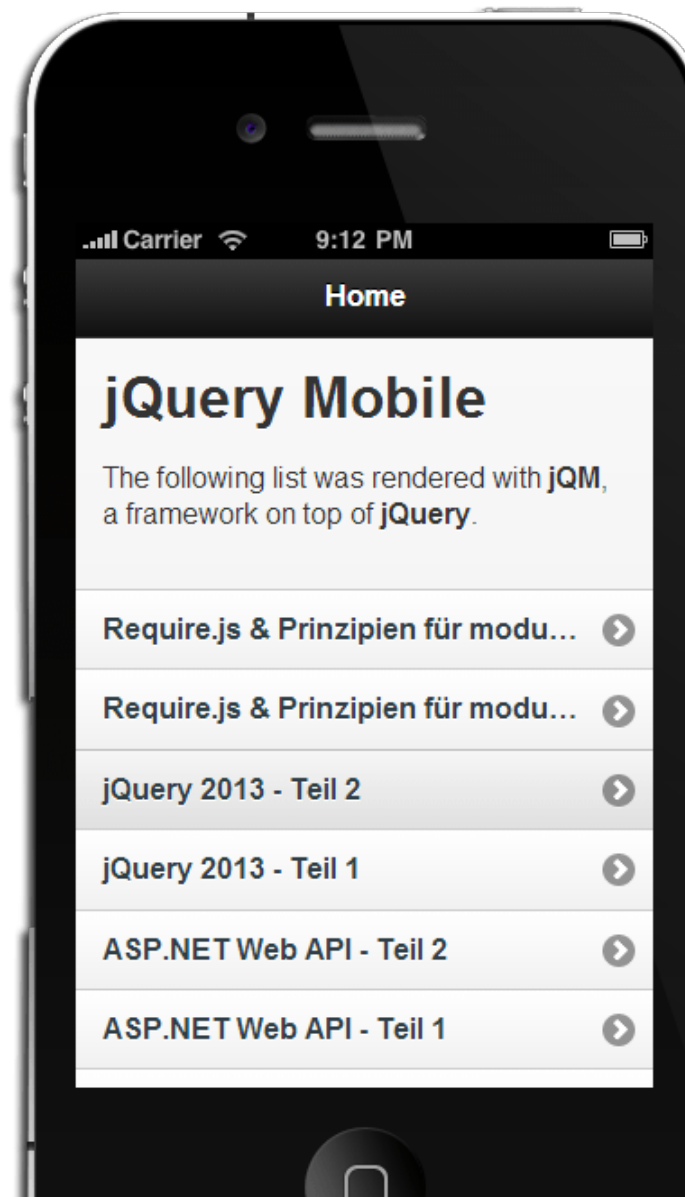 Carrier 9:12 PM
Home
jQuery Mobile
The following list was rendered with jQM,
a framework on top of jQuery.
Require.js & Prinzipien für modu…
Require.js & Prinzipien für modu…
jQuery 2013 - Teil 2
jQuery 2013 - Teil 1
ASP.NET Web API - Teil 2
ASP.NET Web API - Teil 1